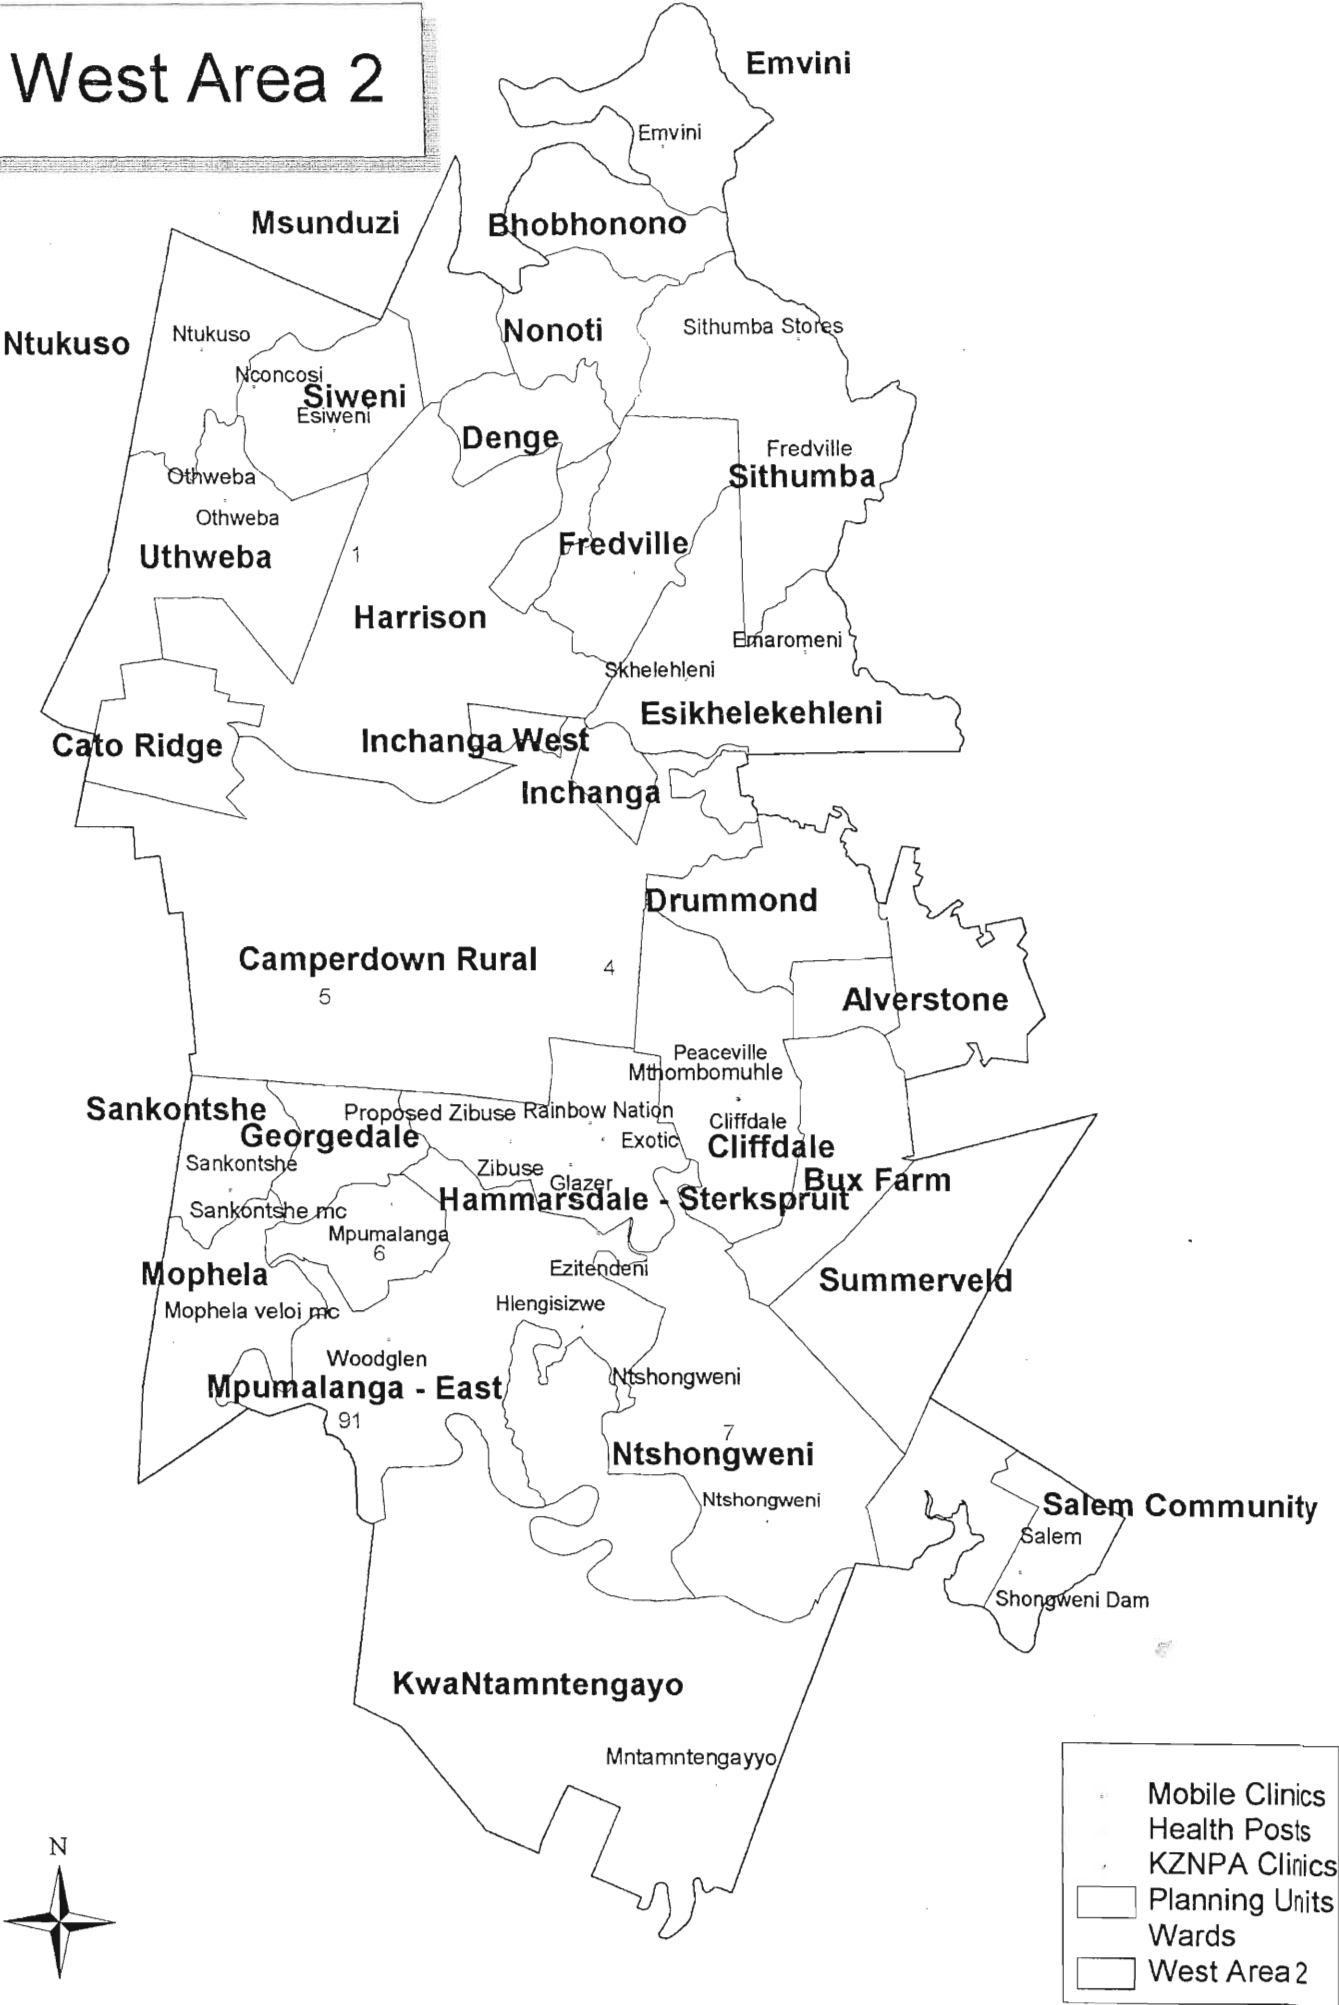 West Area 2
Emvini
Emvini
Msunduzi
Bhobhonono
Ntukuso
Ntukuso
Nonoti
Sithumba Stores
Nconcosi
Siweni
Esiweni
Denge
Fredville
Sithumba
Othweba
Othweba
Uthweba
1
Fredville
Harrison
Emaromeni
Skhelehleni
Esikhelekehleni
Cato Ridge
Inchanga West
Inchanga
Drummond
Camperdown Rural
4
5
Alverstone
Peaceville
Mthombomuhle
Sankontshe
Proposed Zibuse
Rainbow Nation
Cliffdale
Georgedale
Exotic
Cliffdale
Sankontshe
Zibuse
Glazer
Bux Farm
Hammarsdale - Sterkspruit
Sankontshe mc
Mpumalanga
6
Mophela
Ezitendeni
Summerveld
Mophela veloi mc
Hlengisizwe
Woodglen
Ntshongweni
Mpumalanga - East
91
7
Ntshongweni
Ntshongweni
Salem Community
Salem
Shongweni Dam
KwaNtamntengayo
Mntamntengayyo
N
Mobile Clinics
Health Posts
KZNPA Clinics
Planning Units
Wards
West Area 2